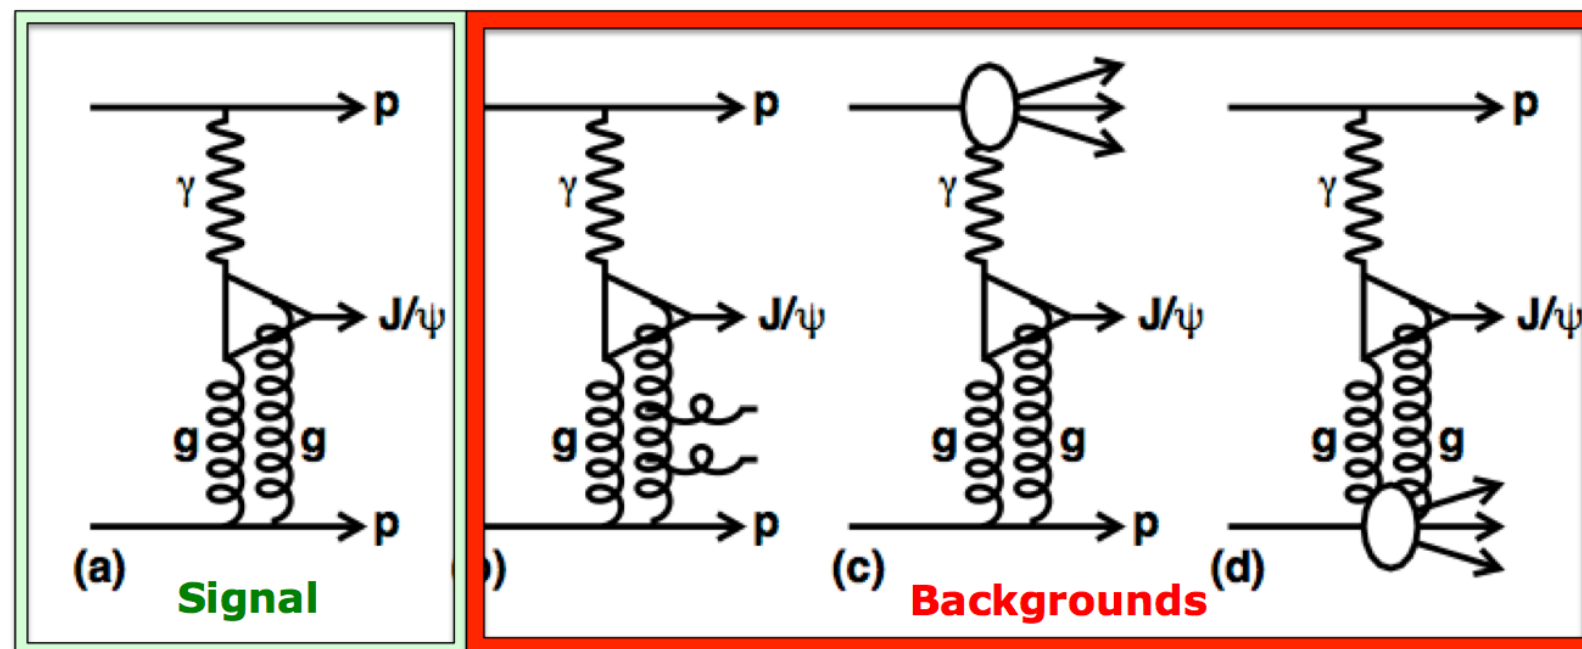 p p p
γ γ γ γ
J/ψ J/ψ J/ψ J/ψ
g g g g g g g
p p p
(a) (c) (d)
Signal Backgrounds